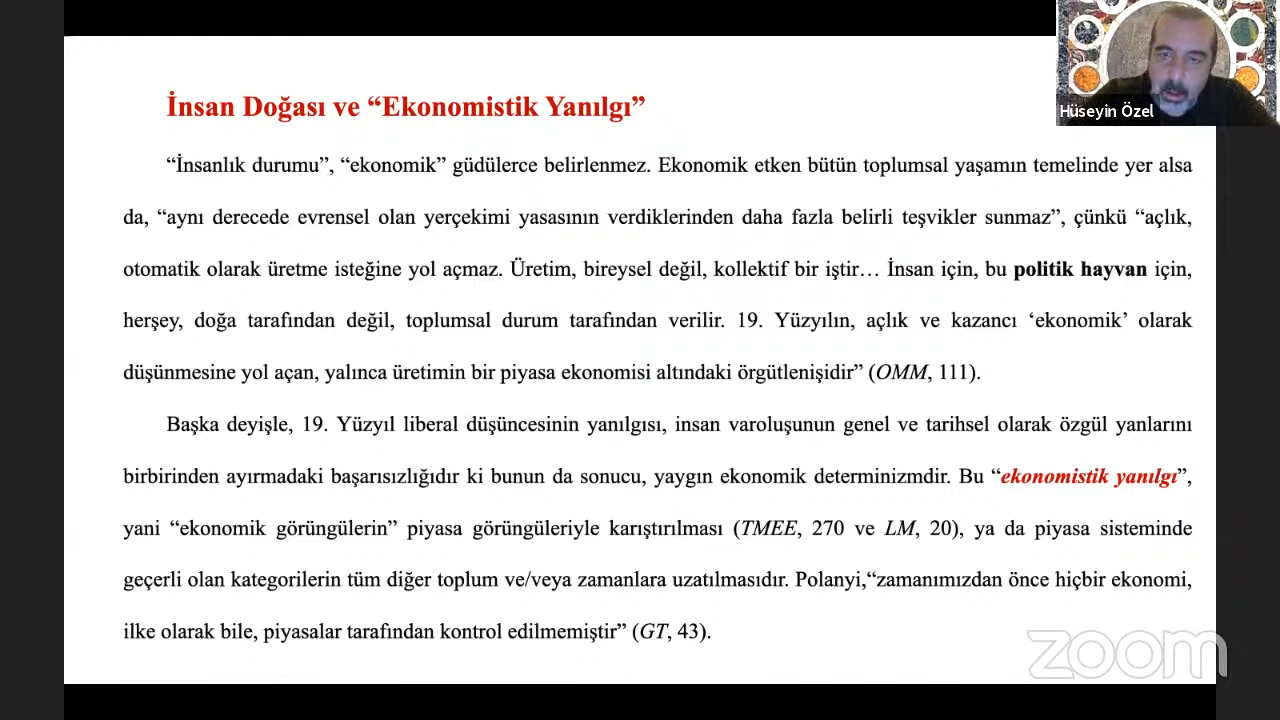 Hüseyin Özel
İnsan Doğası ve “Ekonomistik Yanılgı”
“İnsanlık durumu”, “ekonomik” güdülerce belirlenmez. Ekonomik etken bütün toplumsal yaşamın temelinde yer alsa
da, “aynı derecede evrensel olan yerçekimi yasasının verdiklerinden daha fazla belirli teşvikler sunmaz”, çünkü “açlık,
otomatik olarak üretme isteğine yol açmaz. Üretim, bireysel değil, kollektif bir iştir… İnsan için, bu politik hayvan için,
herşey, doğa tarafından değil, toplumsal durum tarafından verilir. 19. Yüzyılın, açlık ve kazancı ‘ekonomik’ olarak
düşünmesine yol açan, yalınca üretimin bir piyasa ekonomisi altındaki örgütlenişidir” (OMM, 111).
Başka deyişle, 19. Yüzyıl liberal düşüncesinin yanılgısı, insan varoluşunun genel ve tarihsel olarak özgül yanlarını
birbirinden ayırmadaki başarısızlığıdır ki bunun da sonucu, yaygın ekonomik determinizmdir. Bu “ekonomistik yanılgı”,
yani “ekonomik görüngülerin” piyasa görüngüleriyle karıştırılması (TMEE, 270 ve LM, 20), ya da piyasa sisteminde
geçerli olan kategorilerin tüm diğer toplum ve/veya zamanlara uzatılmasıdır. Polanyi,“zamanımızdan önce hiçbir ekonomi,
ilke olarak bile, piyasalar tarafından kontrol edilmemiştir” (GT, 43).
zoom